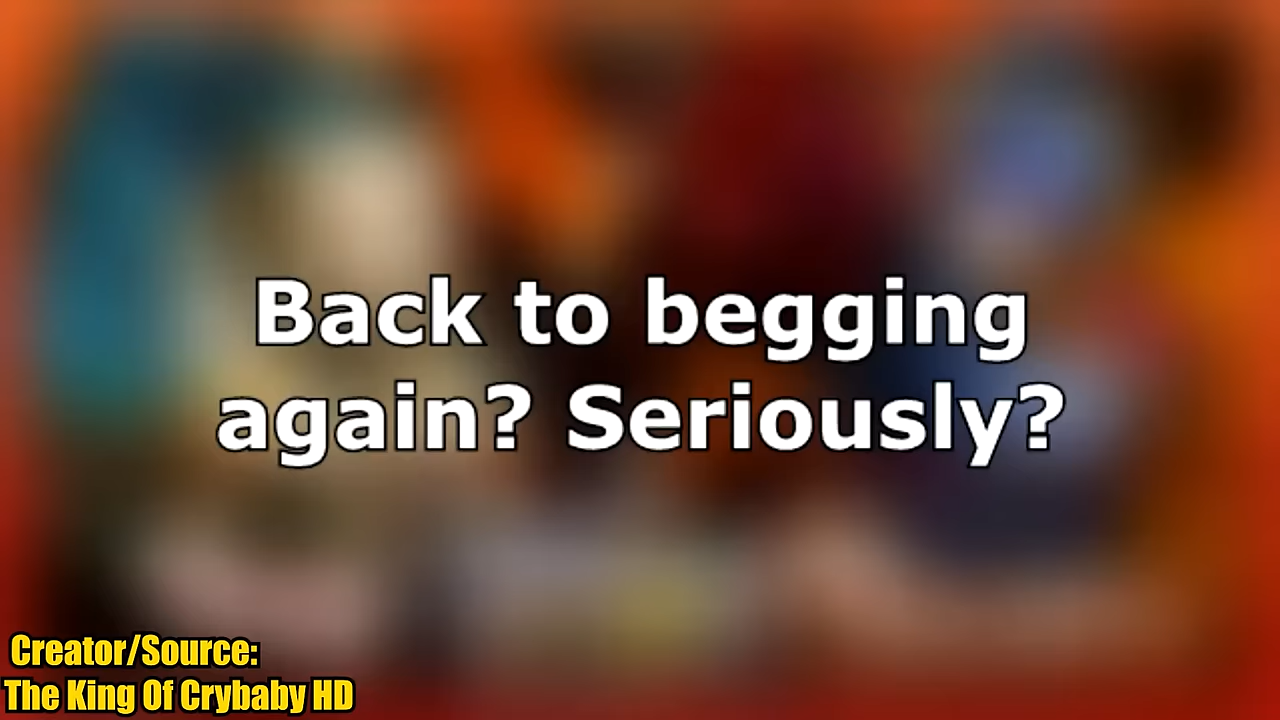 Back to begging
again? Seriously?
Creator/Source:
The King Of Crybaby HD